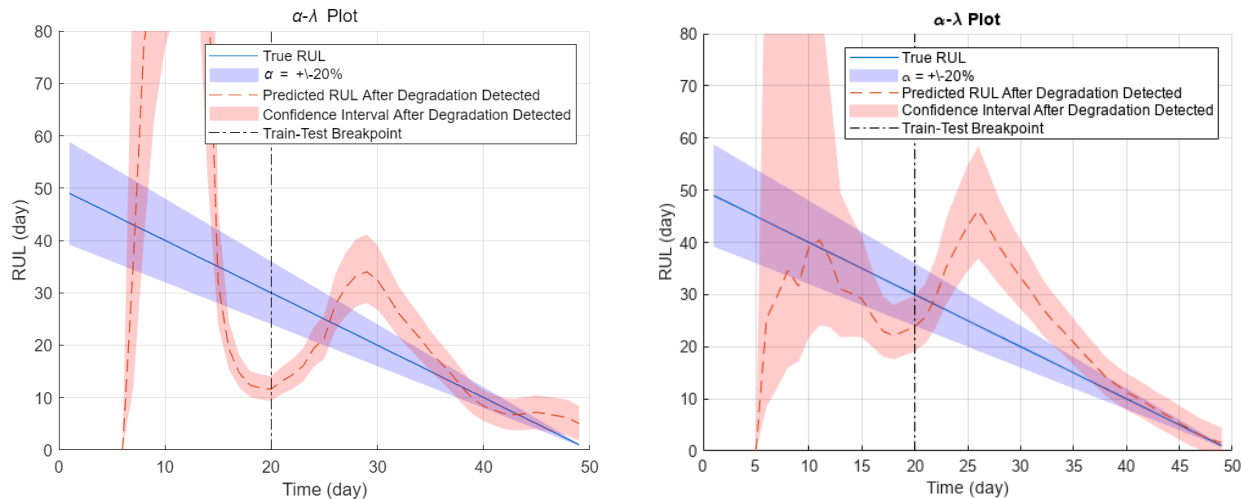 α-λ Plot
80
70
60
50
40
30
20
10
0
RUL (day)
True RUL
α = +\-20%
Predicted RUL After Degradation Detected
Confidence Interval After Degradation Detected
Train-Test Breakpoint
0
10
20
30
40
50
Time (day)
α-λ Plot
80
70
60
50
40
30
20
10
0
RUL (day)
True RUL
α = +\-20%
Predicted RUL After Degradation Detected
Confidence Interval After Degradation Detected
Train-Test Breakpoint
0
5
10
15
20
25
30
35
40
45
50
Time (day)